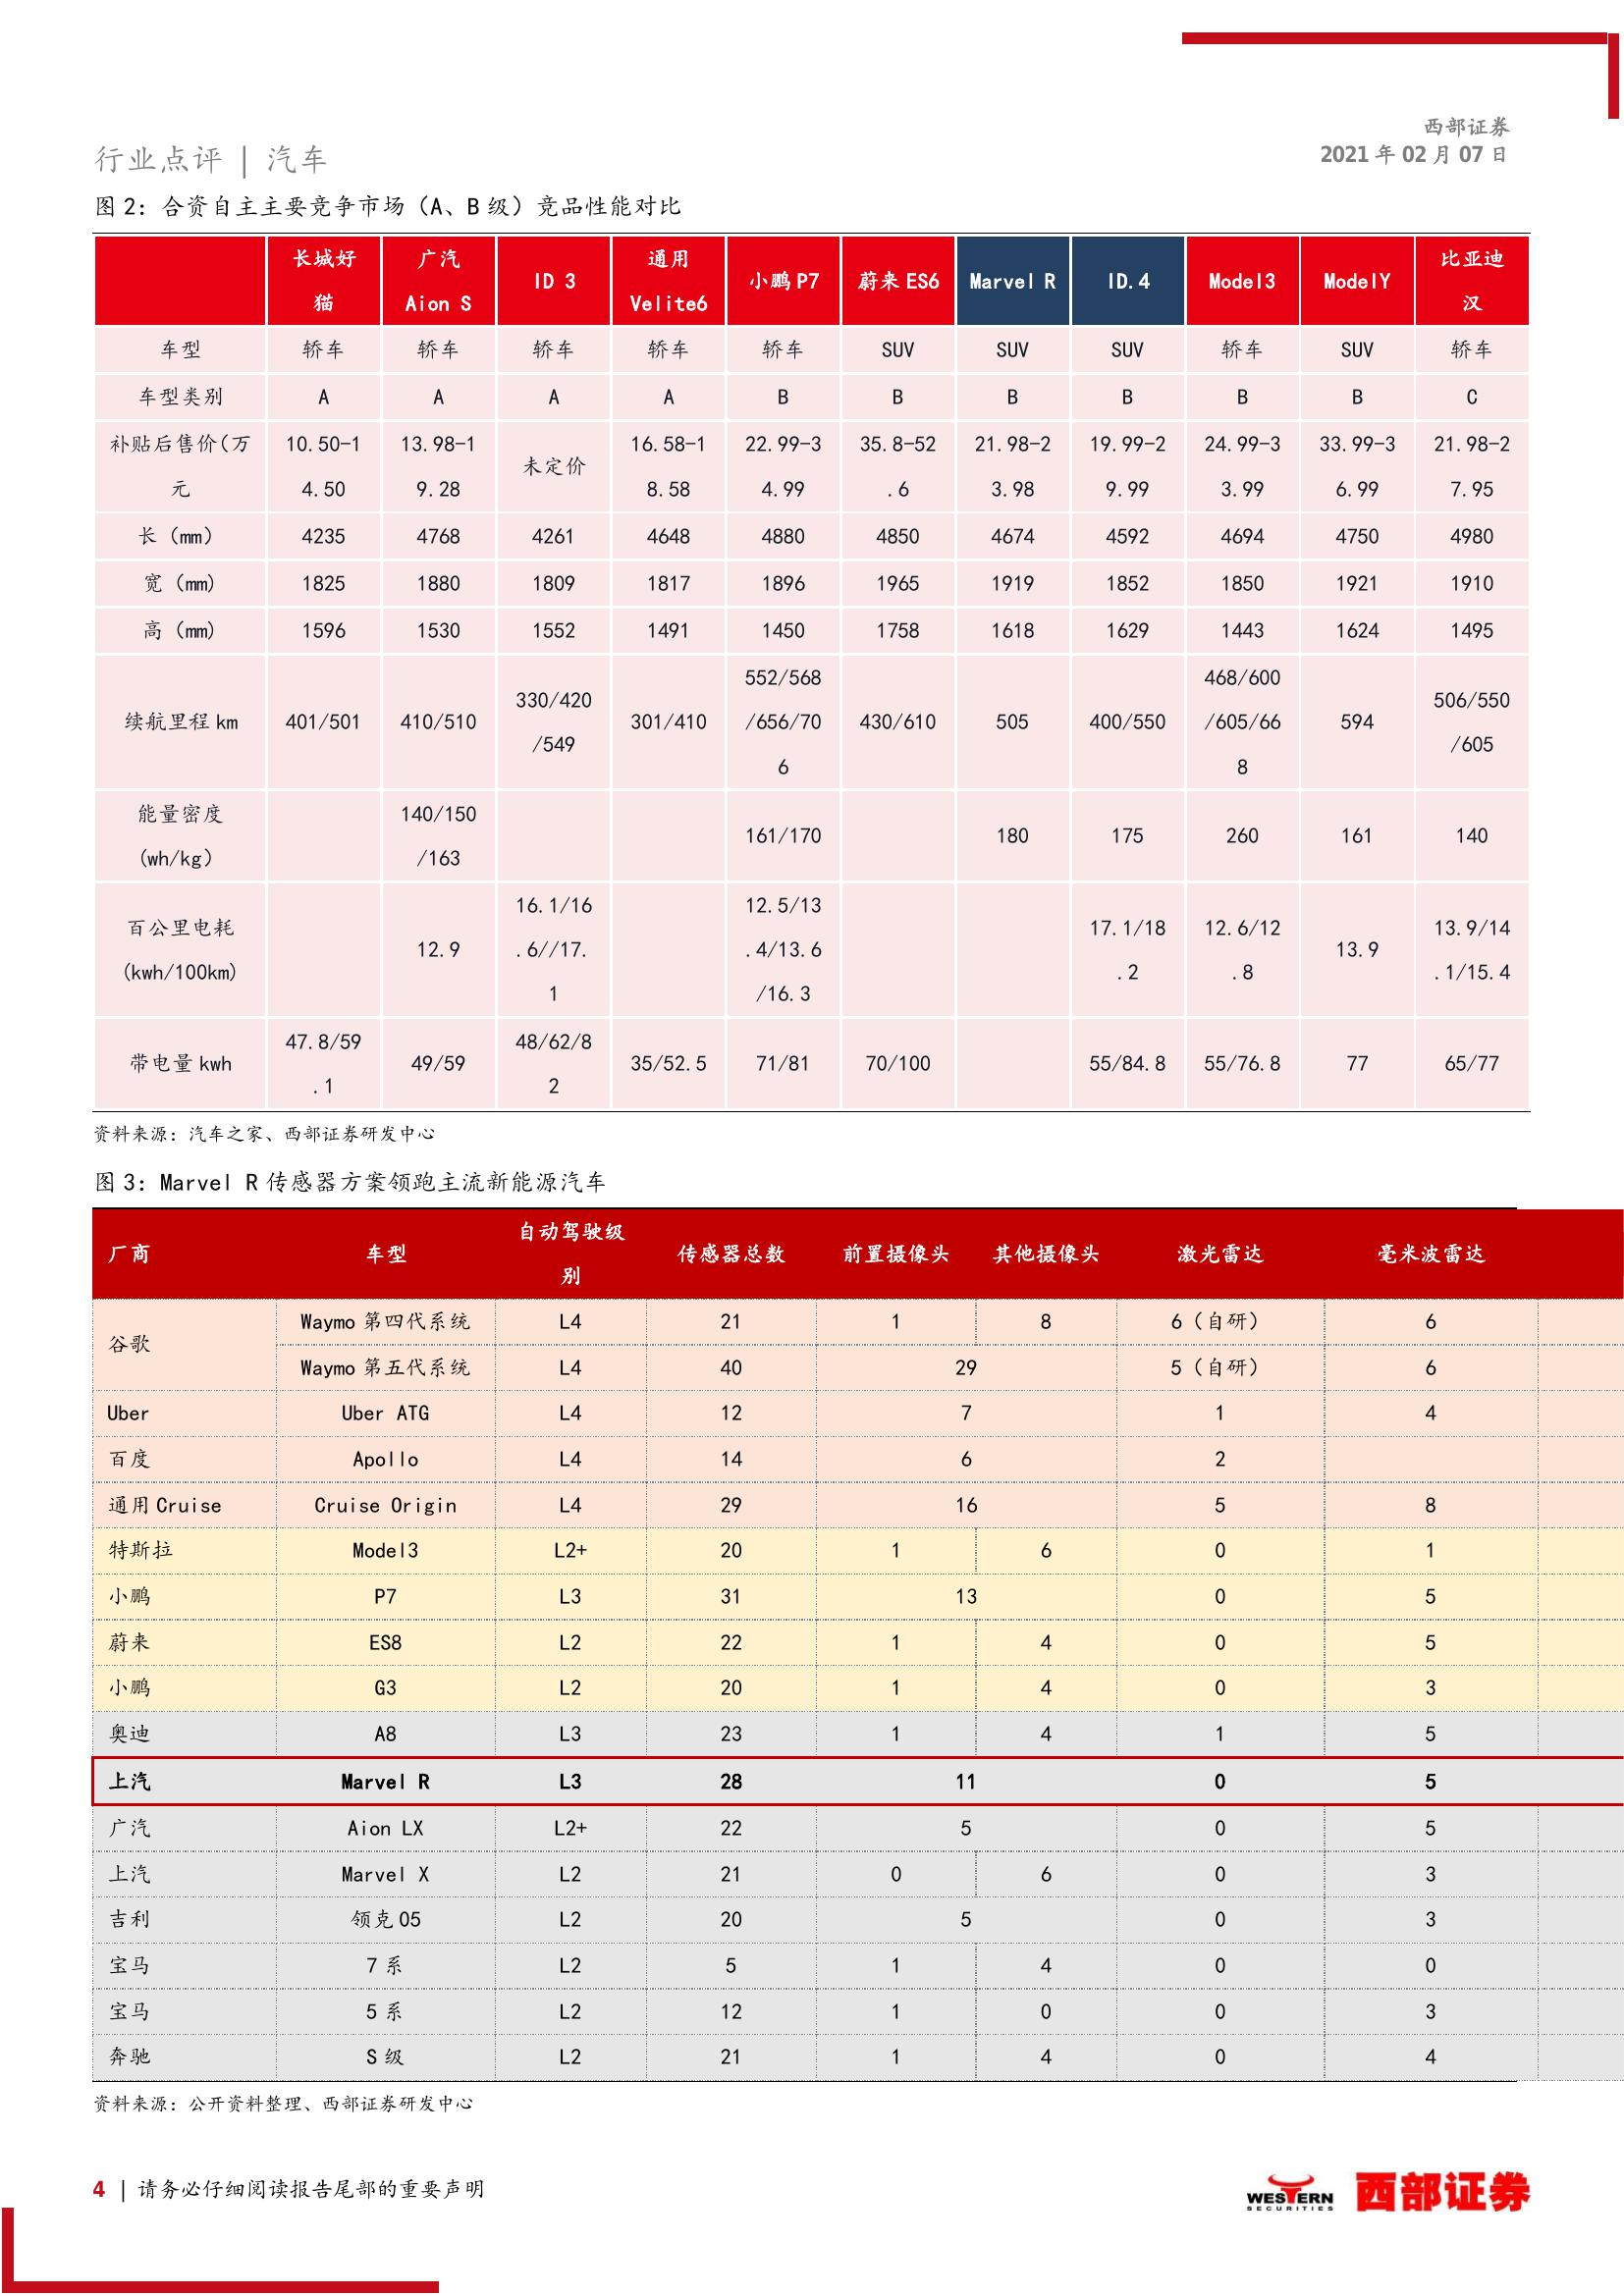 西部证券
行业点评 | 汽车
2021 年 02 月 07 日
图 2：合资自主主要竞争市场（A、B 级）竞品性能对比
长城好猫 广汽 Aion S ID 3 通用 Velite6 小鹏 P7 蔚来 ES6 Marvel R ID.4 Model3 ModelY 比亚迪汉
车型 轿车 轿车 轿车 轿车 轿车 SUV SUV SUV 轿车 SUV 轿车
车型类别 A A A A B B B B B B C
补贴后售价(万元 10.50-14.50 13.98-19.28 未定价 16.58-18.58 22.99-34.99 35.8-52.6 21.98-23.98 19.99-29.99 24.99-33.99 33.99-36.99 21.98-27.95
长（mm） 4235 4768 4261 4648 4880 4850 4674 4592 4694 4750 4980
宽（mm） 1825 1880 1809 1817 1896 1965 1919 1852 1850 1921 1910
高（mm） 1596 1530 1552 1491 1450 1758 1618 1629 1443 1624 1495
续航里程 km 401/501 410/510 330/420/549 301/410 552/568/656/706 430/610 505 400/550 468/600/605/668 594 506/550/605
能量密度（wh/kg） 140/150/163 161/170 180 175 260 161 140
百公里电耗(kwh/100km) 12.9 16.1/16.6//17.1 12.5/13.4/13.6/16.3 17.1/18.2 12.6/12.8 13.9 13.9/14.1/15.4
带电量 kwh 47.8/59.1 49/59 48/62/82 35/52.5 71/81 70/100 55/84.8 55/76.8 77 65/77
资料来源：汽车之家、西部证券研发中心
图 3：Marvel R 传感器方案领跑主流新能源汽车
厂商 车型 自动驾驶级别 传感器总数 前置摄像头 其他摄像头 激光雷达 毫米波雷达
谷歌 Waymo 第四代系统 L4 21 1 8 6（自研） 6
Waymo 第五代系统 L4 40 29 5（自研） 6
Uber Uber ATG L4 12 7 1 4
百度 Apollo L4 14 6 2
通用 Cruise Cruise Origin L4 29 16 5 8
特斯拉 Model3 L2+ 20 1 6 0 1
小鹏 P7 L3 31 13 0 5
蔚来 ES8 L2 22 1 4 0 5
小鹏 G3 L2 20 1 4 0 3
奥迪 A8 L3 23 1 4 1 5
上汽 Marvel R L3 28 11 0 5
广汽 Aion LX L2+ 22 5 0 5
上汽 Marvel X L2 21 0 6 0 3
吉利 领克 05 L2 20 5 0 3
宝马 7 系 L2 5 1 4 0 0
宝马 5 系 L2 12 1 0 0 3
奔驰 S 级 L2 21 1 4 0 4
资料来源：公开资料整理、西部证券研发中心
4 | 请务必仔细阅读报告尾部的重要声明
WESTERN
SECURITIES
西部证券